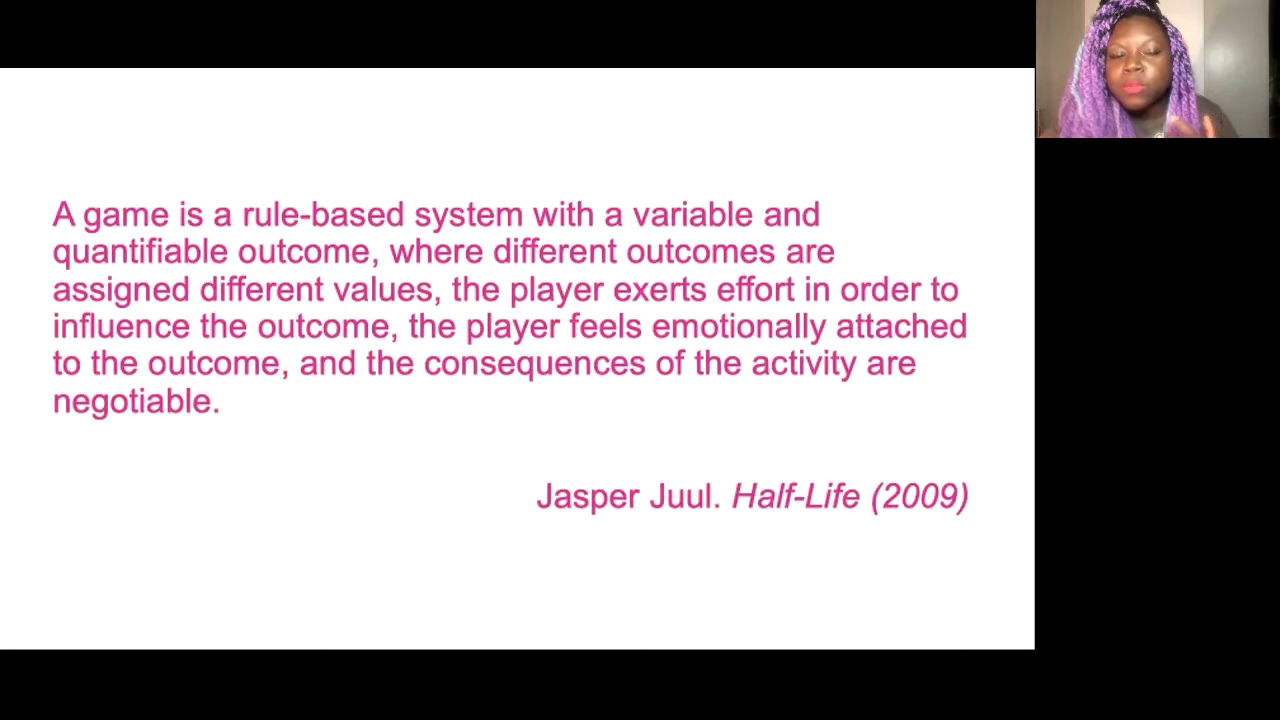 A game is a rule-based system with a variable and
quantifiable outcome, where different outcomes are
assigned different values, the player exerts effort in order to
influence the outcome, the player feels emotionally attached
to the outcome, and the consequences of the activity are
negotiable.
Jasper Juul. Half-Life (2009)